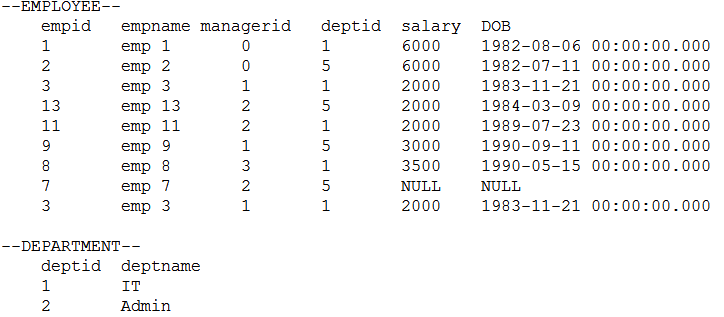 --EMPLOYEE--
empid empname managerid deptid salary DOB
1 emp 1 0 1 6000 1982-08-06 00:00:00.000
2 emp 2 0 5 6000 1982-07-11 00:00:00.000
3 emp 3 1 1 2000 1983-11-21 00:00:00.000
13 emp 13 2 5 2000 1984-03-09 00:00:00.000
11 emp 11 2 1 2000 1989-07-23 00:00:00.000
9 emp 9 1 5 3000 1990-09-11 00:00:00.000
8 emp 8 3 1 3500 1990-05-15 00:00:00.000
7 emp 7 2 5 NULL NULL
3 emp 3 1 1 2000 1983-11-21 00:00:00.000
--DEPARTMENT--
deptid deptname
1 IT
2 Admin